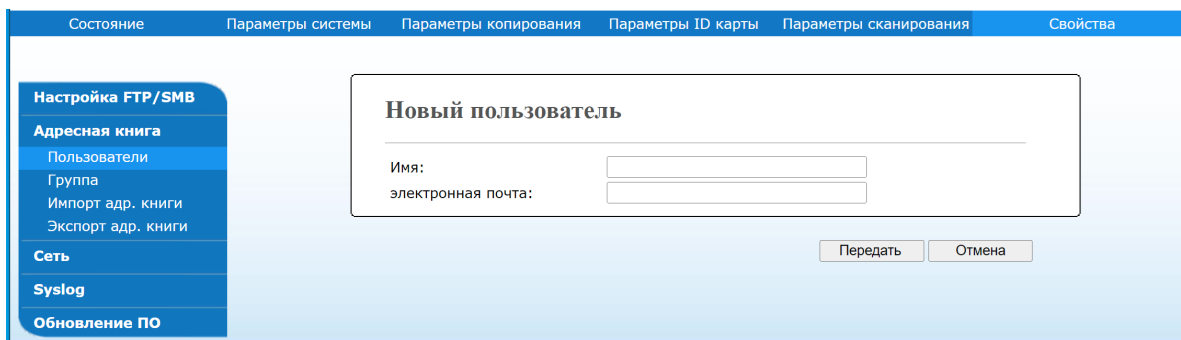 Состояние Параметры системы Параметры копирования Параметры ID карты Параметры сканирования Свойства
Настройка FTP/SMB
Адресная книга
Пользователи
Группа
Импорт адр. книги
Экспорт адр. книги
Сеть
Syslog
Обновление ПО
Новый пользователь
Имя:
электронная почта:
Передать Отмена